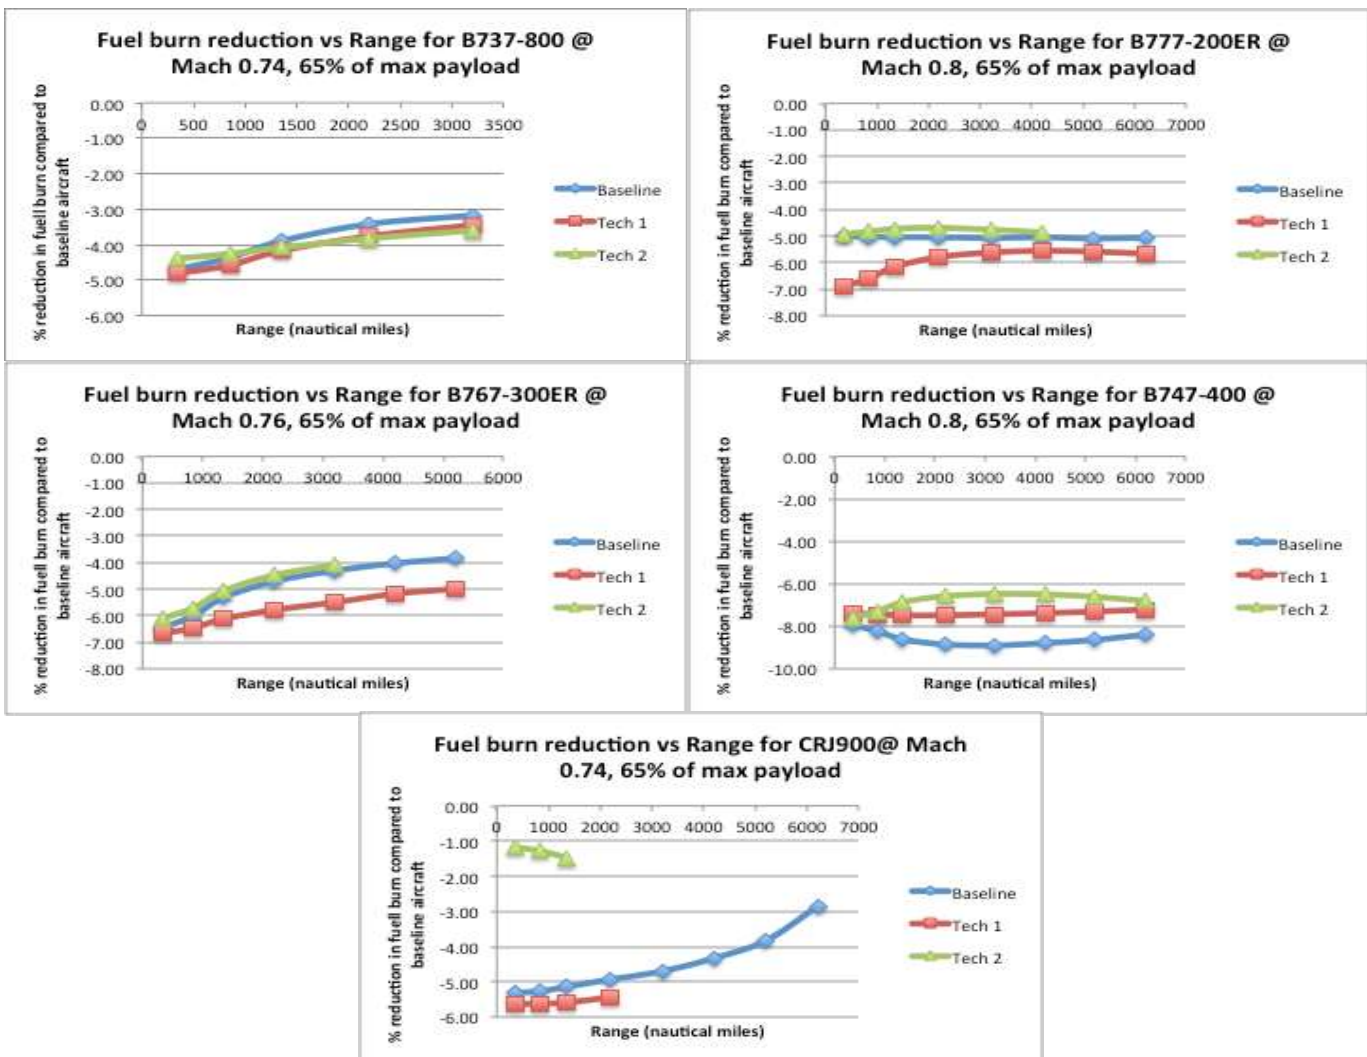 Fuel burn reduction vs Range for B737-800 @
Mach 0.74, 65% of max payload
% reduction in fuell burn compared to
baseline aircraft
0.00
-1.00
-2.00
-3.00
-4.00
-5.00
-6.00
0 500 1000 1500 2000 2500 3000 3500
Range (nautical miles)
Baseline
Tech 1
Tech 2
Fuel burn reduction vs Range for B777-200ER @
Mach 0.8, 65% of max payload
% reduction in fuell burn compared to
baseline aircraft
0.00
-1.00
-2.00
-3.00
-4.00
-5.00
-6.00
-7.00
-8.00
0 1000 2000 3000 4000 5000 6000 7000
Range (nautical miles)
Baseline
Tech 1
Tech 2
Fuel burn reduction vs Range for B767-300ER @
Mach 0.76, 65% of max payload
% reduction in fuell burn compared to
baseline aircraft
0.00
-1.00
-2.00
-3.00
-4.00
-5.00
-6.00
-7.00
-8.00
0 1000 2000 3000 4000 5000 6000
Range (nautical miles)
Baseline
Tech 1
Tech 2
Fuel burn reduction vs Range for B747-400 @
Mach 0.8, 65% of max payload
% reduction in fuell burn compared to
baseline aircraft
0.00
-2.00
-4.00
-6.00
-8.00
-10.00
0 1000 2000 3000 4000 5000 6000 7000
Range (nautical miles)
Baseline
Tech 1
Tech 2
Fuel burn reduction vs Range for CRJ900@ Mach
0.74, 65% of max payload
% reduction in fuell burn compared to
baseline aircraft
0.00
-1.00
-2.00
-3.00
-4.00
-5.00
-6.00
0 1000 2000 3000 4000 5000 6000 7000
Range (nautical miles)
Baseline
Tech 1
Tech 2